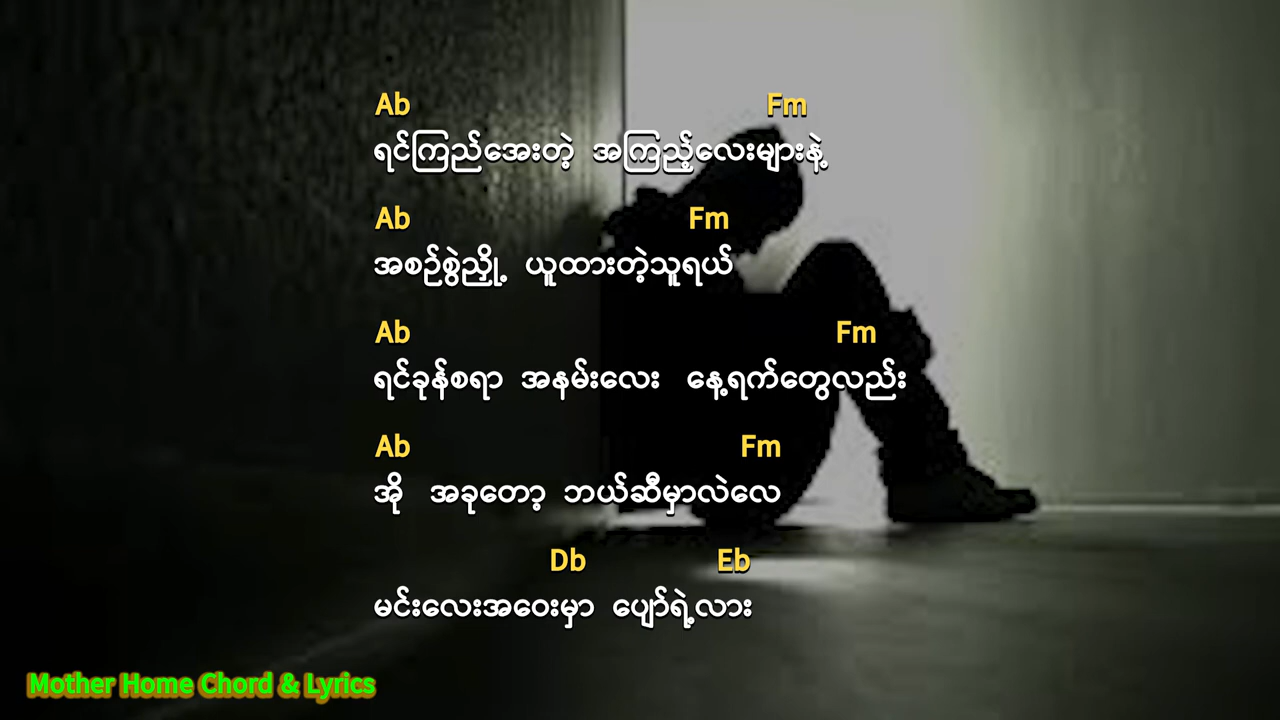 Ab Fm
ရင်ကြည်အေးတဲ့ အကြည့်လေးများနဲ့
Ab Fm
အစဉ်စွဲညှို့ ယူထားတဲ့သူရယ်
Ab Fm
ရင်ခုန်စရာ အနမ်းလေး နေ့ရက်တွေလည်း
Ab Fm
အို အခုတော့ ဘယ်ဆီမှာလဲလေ
Db Eb
မင်းလေးအဝေးမှာ ပျော်ရဲ့လား
Mother Home Chord & Lyrics